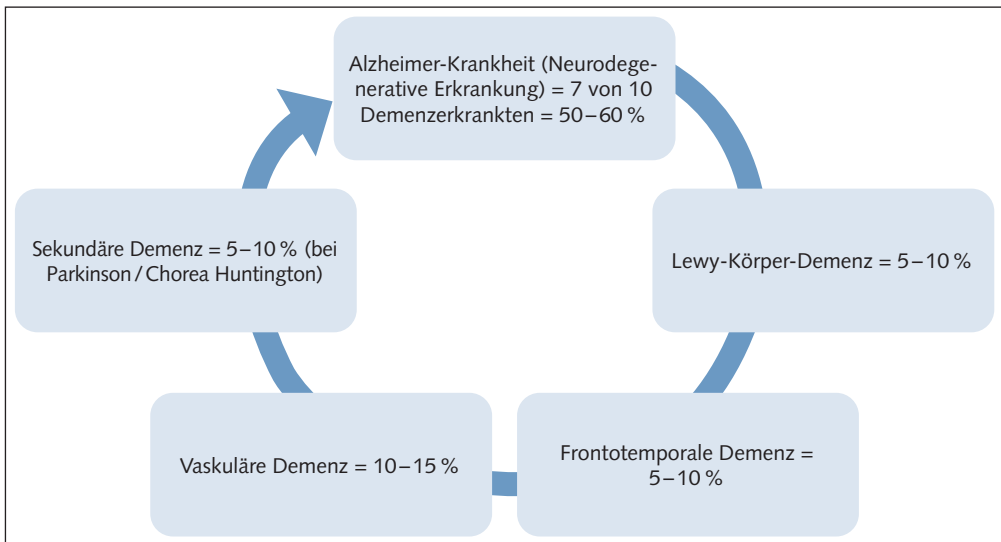 Alzheimer-Krankheit (Neurodege-
nerative Erkrankung) = 7 von 10
Demenzerkrankten = 50–60 %
Sekundäre Demenz = 5–10 % (bei
Parkinson / Chorea Huntington)
Lewy-Körper-Demenz = 5–10 %
Vaskuläre Demenz = 10–15 %
Frontotemporale Demenz =
5–10 %